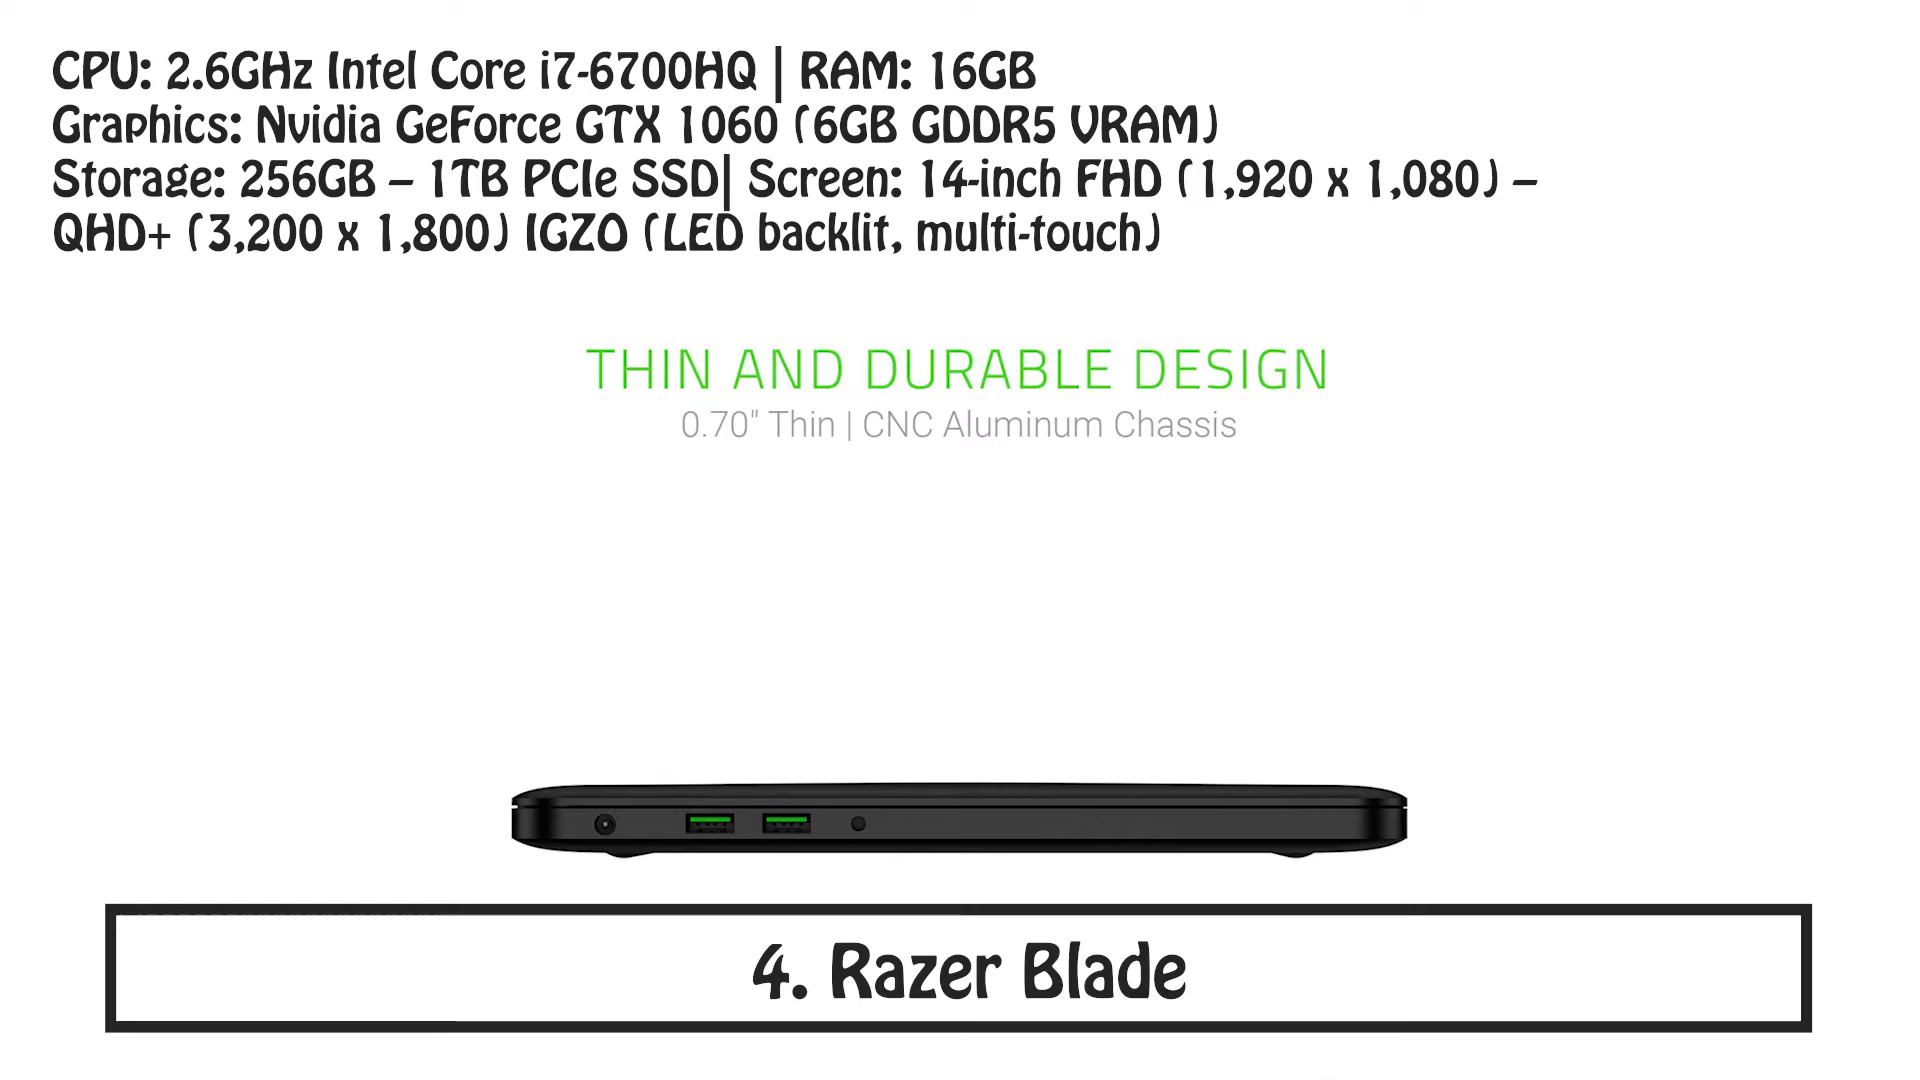 CPU: 2.6GHz Intel Core i7-6700HQ | RAM: 16GB
Graphics: Nvidia GeForce GTX 1060 (6GB GDDR5 VRAM)
Storage: 256GB – 1TB PCIe SSD| Screen: 14-inch FHD (1,920 x 1,080) –
QHD+ (3,200 x 1,800) IGZO (LED backlit, multi-touch)
THIN AND DURABLE DESIGN
0.70" Thin | CNC Aluminum Chassis
4. Razer Blade